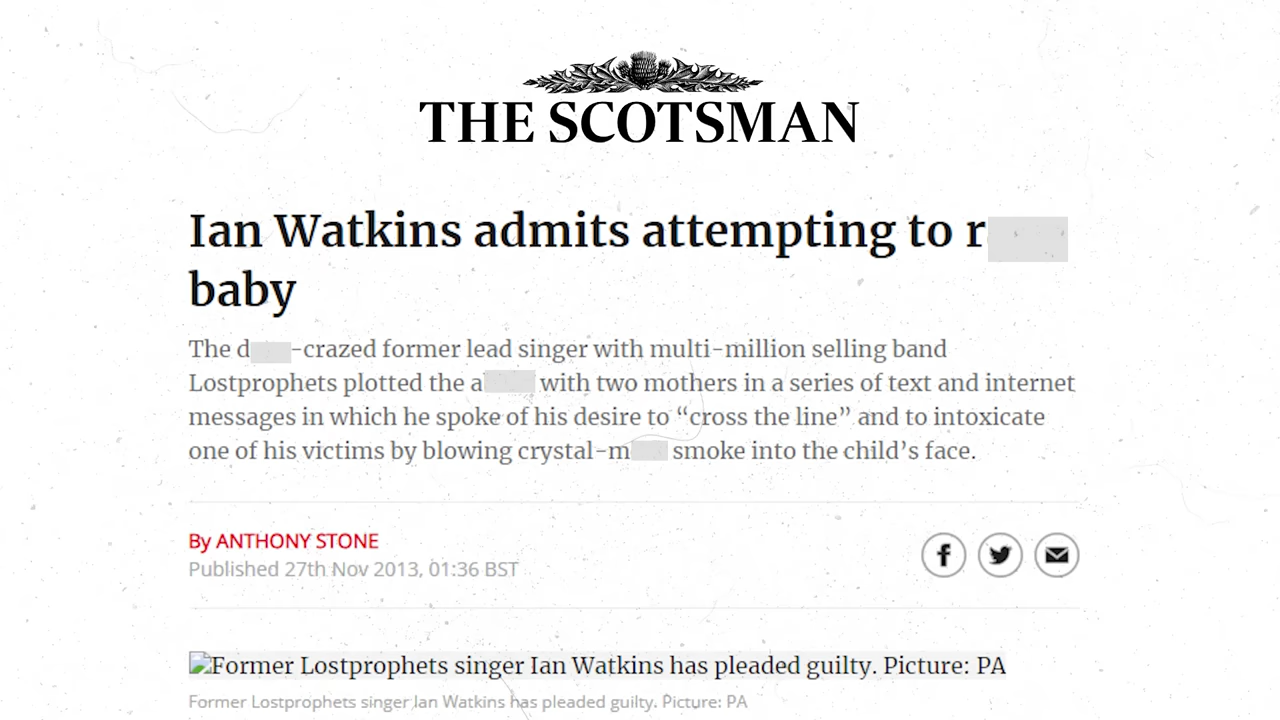 THE SCOTSMAN
Ian Watkins admits attempting to r
baby
The d -crazed former lead singer with multi-million selling band
Lostprophets plotted the a with two mothers in a series of text and internet
messages in which he spoke of his desire to “cross the line” and to intoxicate
one of his victims by blowing crystal-m smoke into the child’s face.
By ANTHONY STONE
Published 27th Nov 2013, 01:36 BST
Former Lostprophets singer Ian Watkins has pleaded guilty. Picture: PA
Former Lostprophets singer Ian Watkins has pleaded guilty. Picture: PA